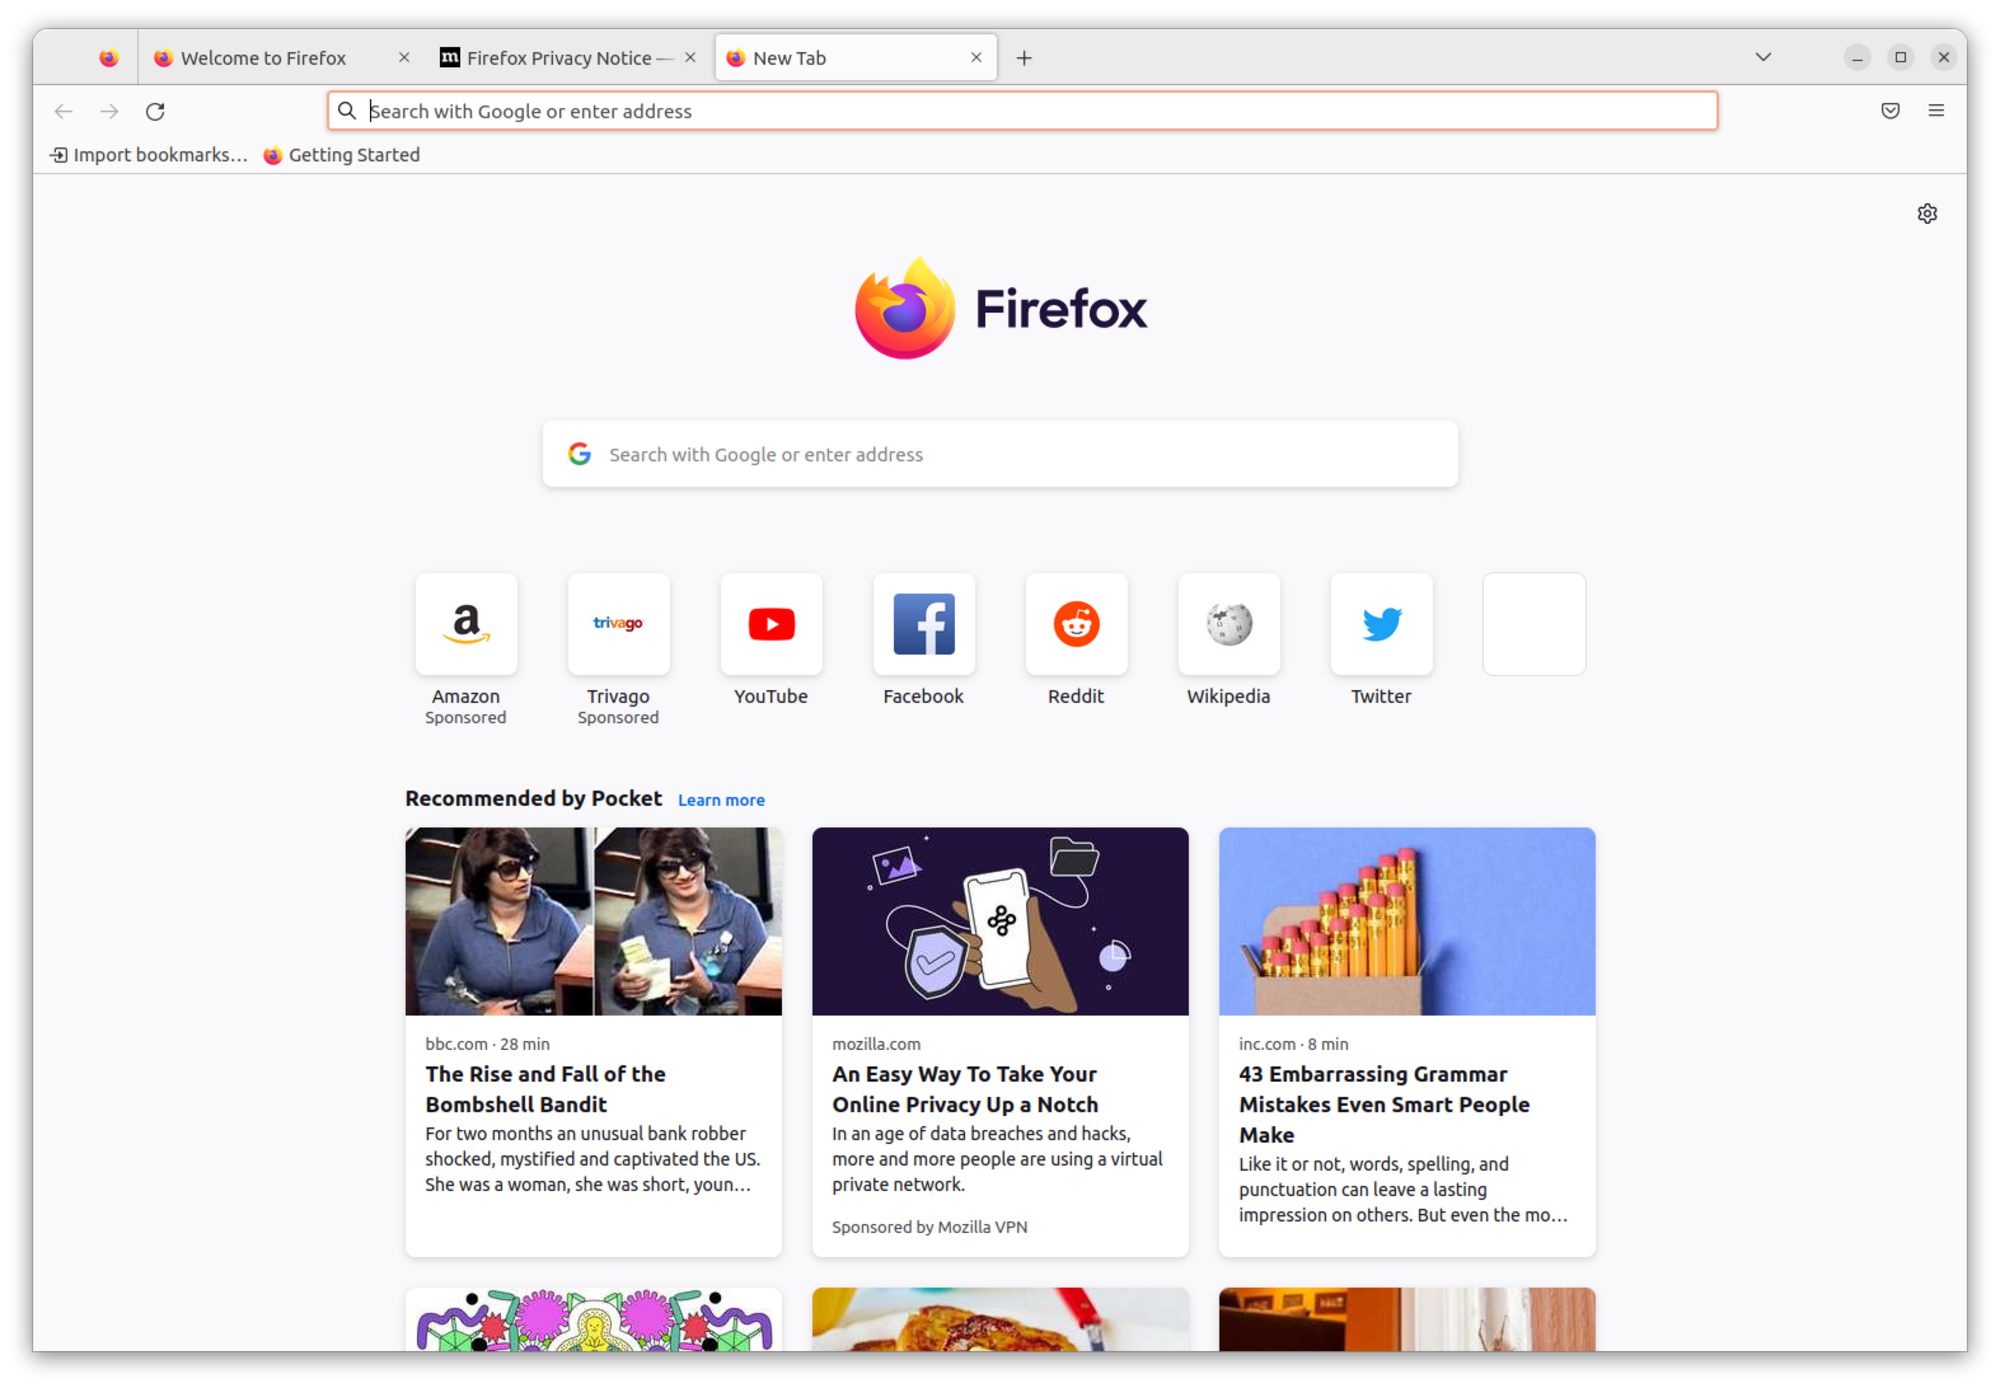 Welcome to Firefox
Firefox Privacy Notice —
New Tab
Search with Google or enter address
Import bookmarks…
Getting Started
Firefox
Search with Google or enter address
a
trivago
Amazon
Sponsored
Trivago
Sponsored
YouTube
Facebook
Reddit
Wikipedia
Twitter
Recommended by Pocket Learn more
bbc.com · 28 min
The Rise and Fall of the
Bombshell Bandit
For two months an unusual bank robber
shocked, mystified and captivated the US.
She was a woman, she was short, youn…
mozilla.com
An Easy Way To Take Your
Online Privacy Up a Notch
In an age of data breaches and hacks,
more and more people are using a virtual
private network.
Sponsored by Mozilla VPN
inc.com · 8 min
43 Embarrassing Grammar
Mistakes Even Smart People
Make
Like it or not, words, spelling, and
punctuation can leave a lasting
impression on others. But even the mo…